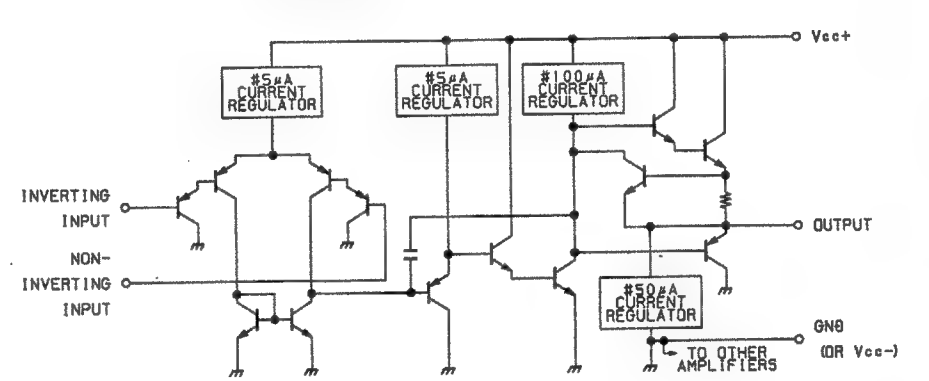 Vcc+
#5μA
CURRENT
REGULATOR
#5μA
CURRENT
REGULATOR
#100μA
CURRENT
REGULATOR
INVERTING
INPUT
OUTPUT
NON-
INVERTING
INPUT
#50μA
CURRENT
REGULATOR
GND
(OR Vcc-)
TO OTHER
AMPLIFIERS